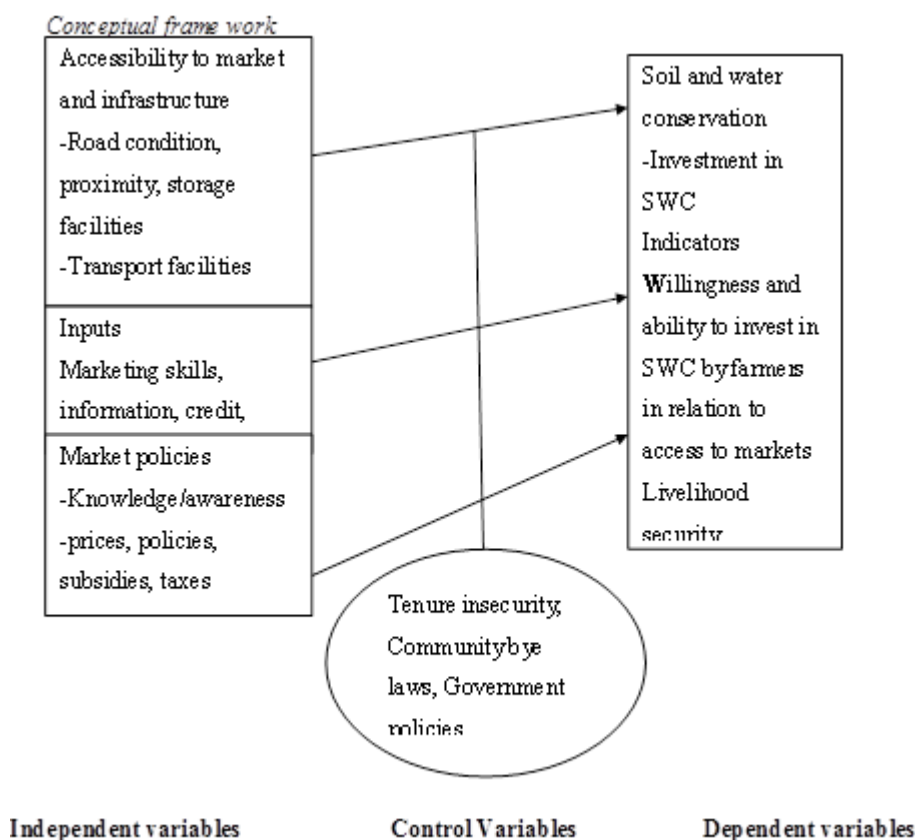 Conceptual frame work
Accessibility to market
and infrastructure
-Road condition,
proximity, storage
facilities
-Transport facilities
Inputs
Marketing skills,
information, credit,
Market policies
-Knowledge/awareness
-prices, policies,
subsidies, taxes
Soil and water
conservation
-Investment in
SWC
Indicators
Willingness and
ability to invest in
SWC by farmers
in relation to
access to markets
Livelihood
security
Tenure insecurity,
Community bye
laws, Government
policies
Independent variables
Control Variables
Dependent variables